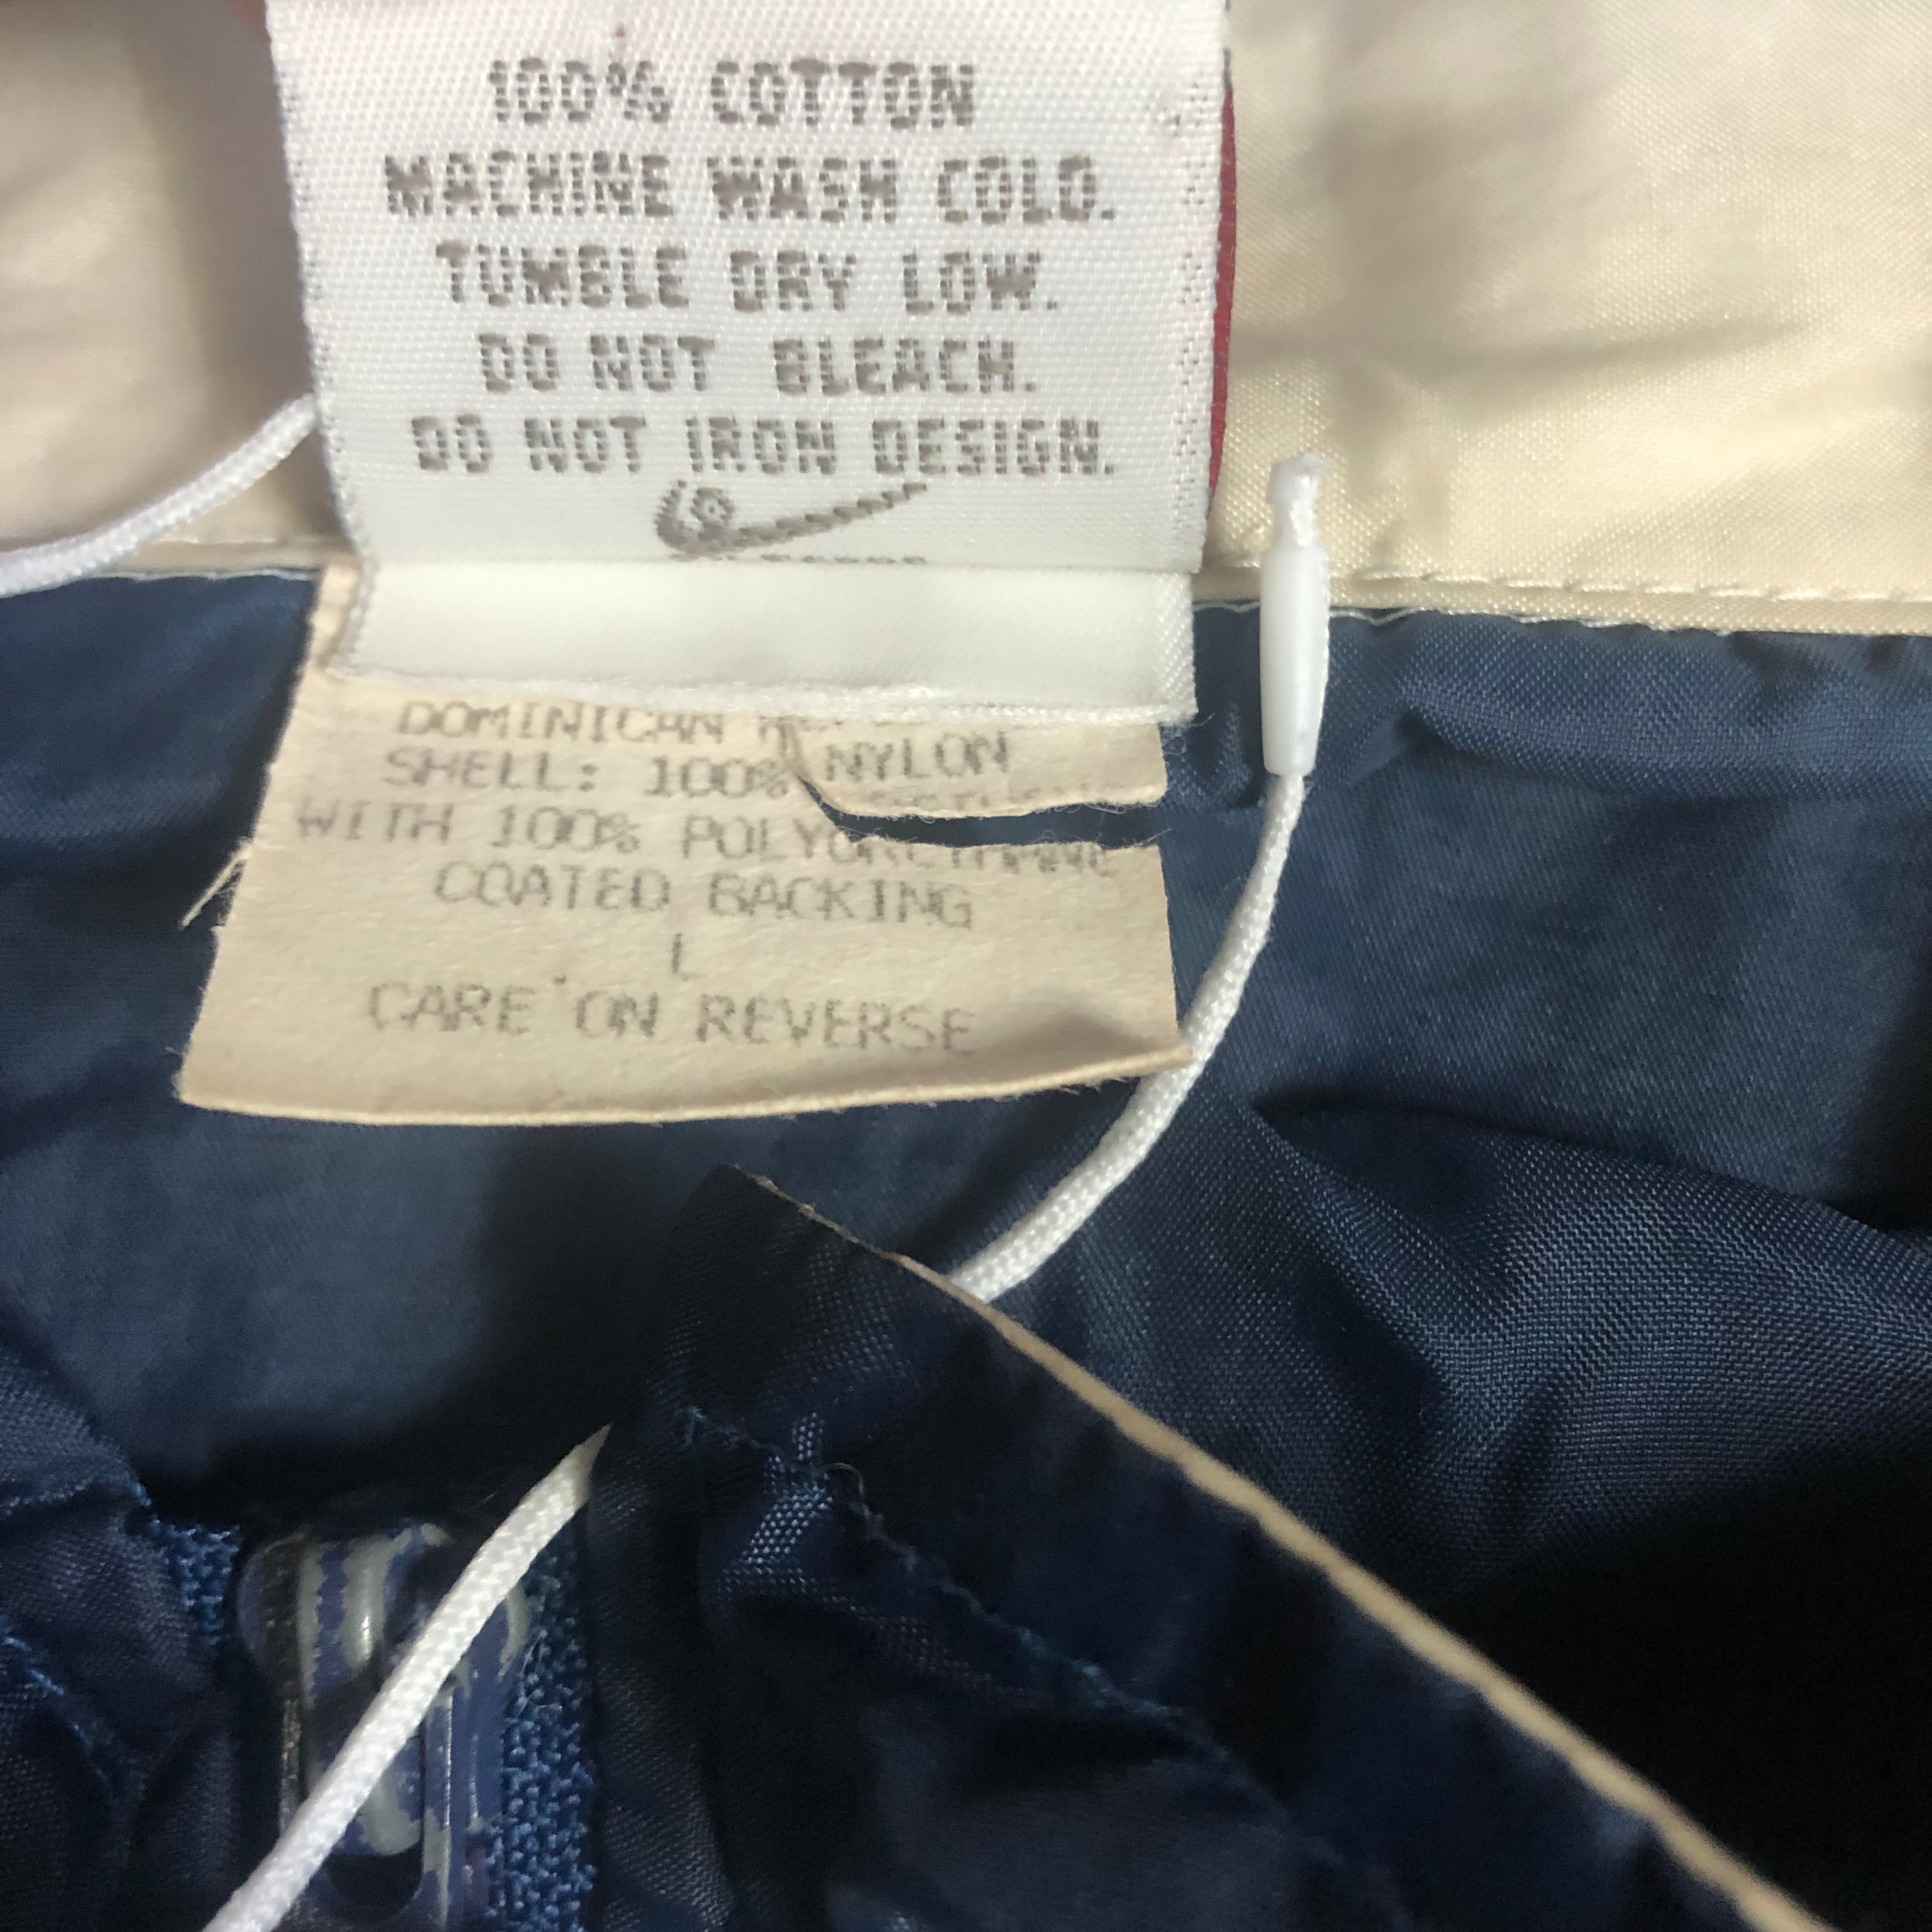 100% COTTON
MACHINE WASH COLD.
TUMBLE DRY LOW.
DO NOT BLEACH.
DO NOT IRON DESIGN.
DOMINICAN
SHELL: 100% NYLON
WITH 100% POLYURETHANE
COATED BACKING
L
CARE ON REVERSE